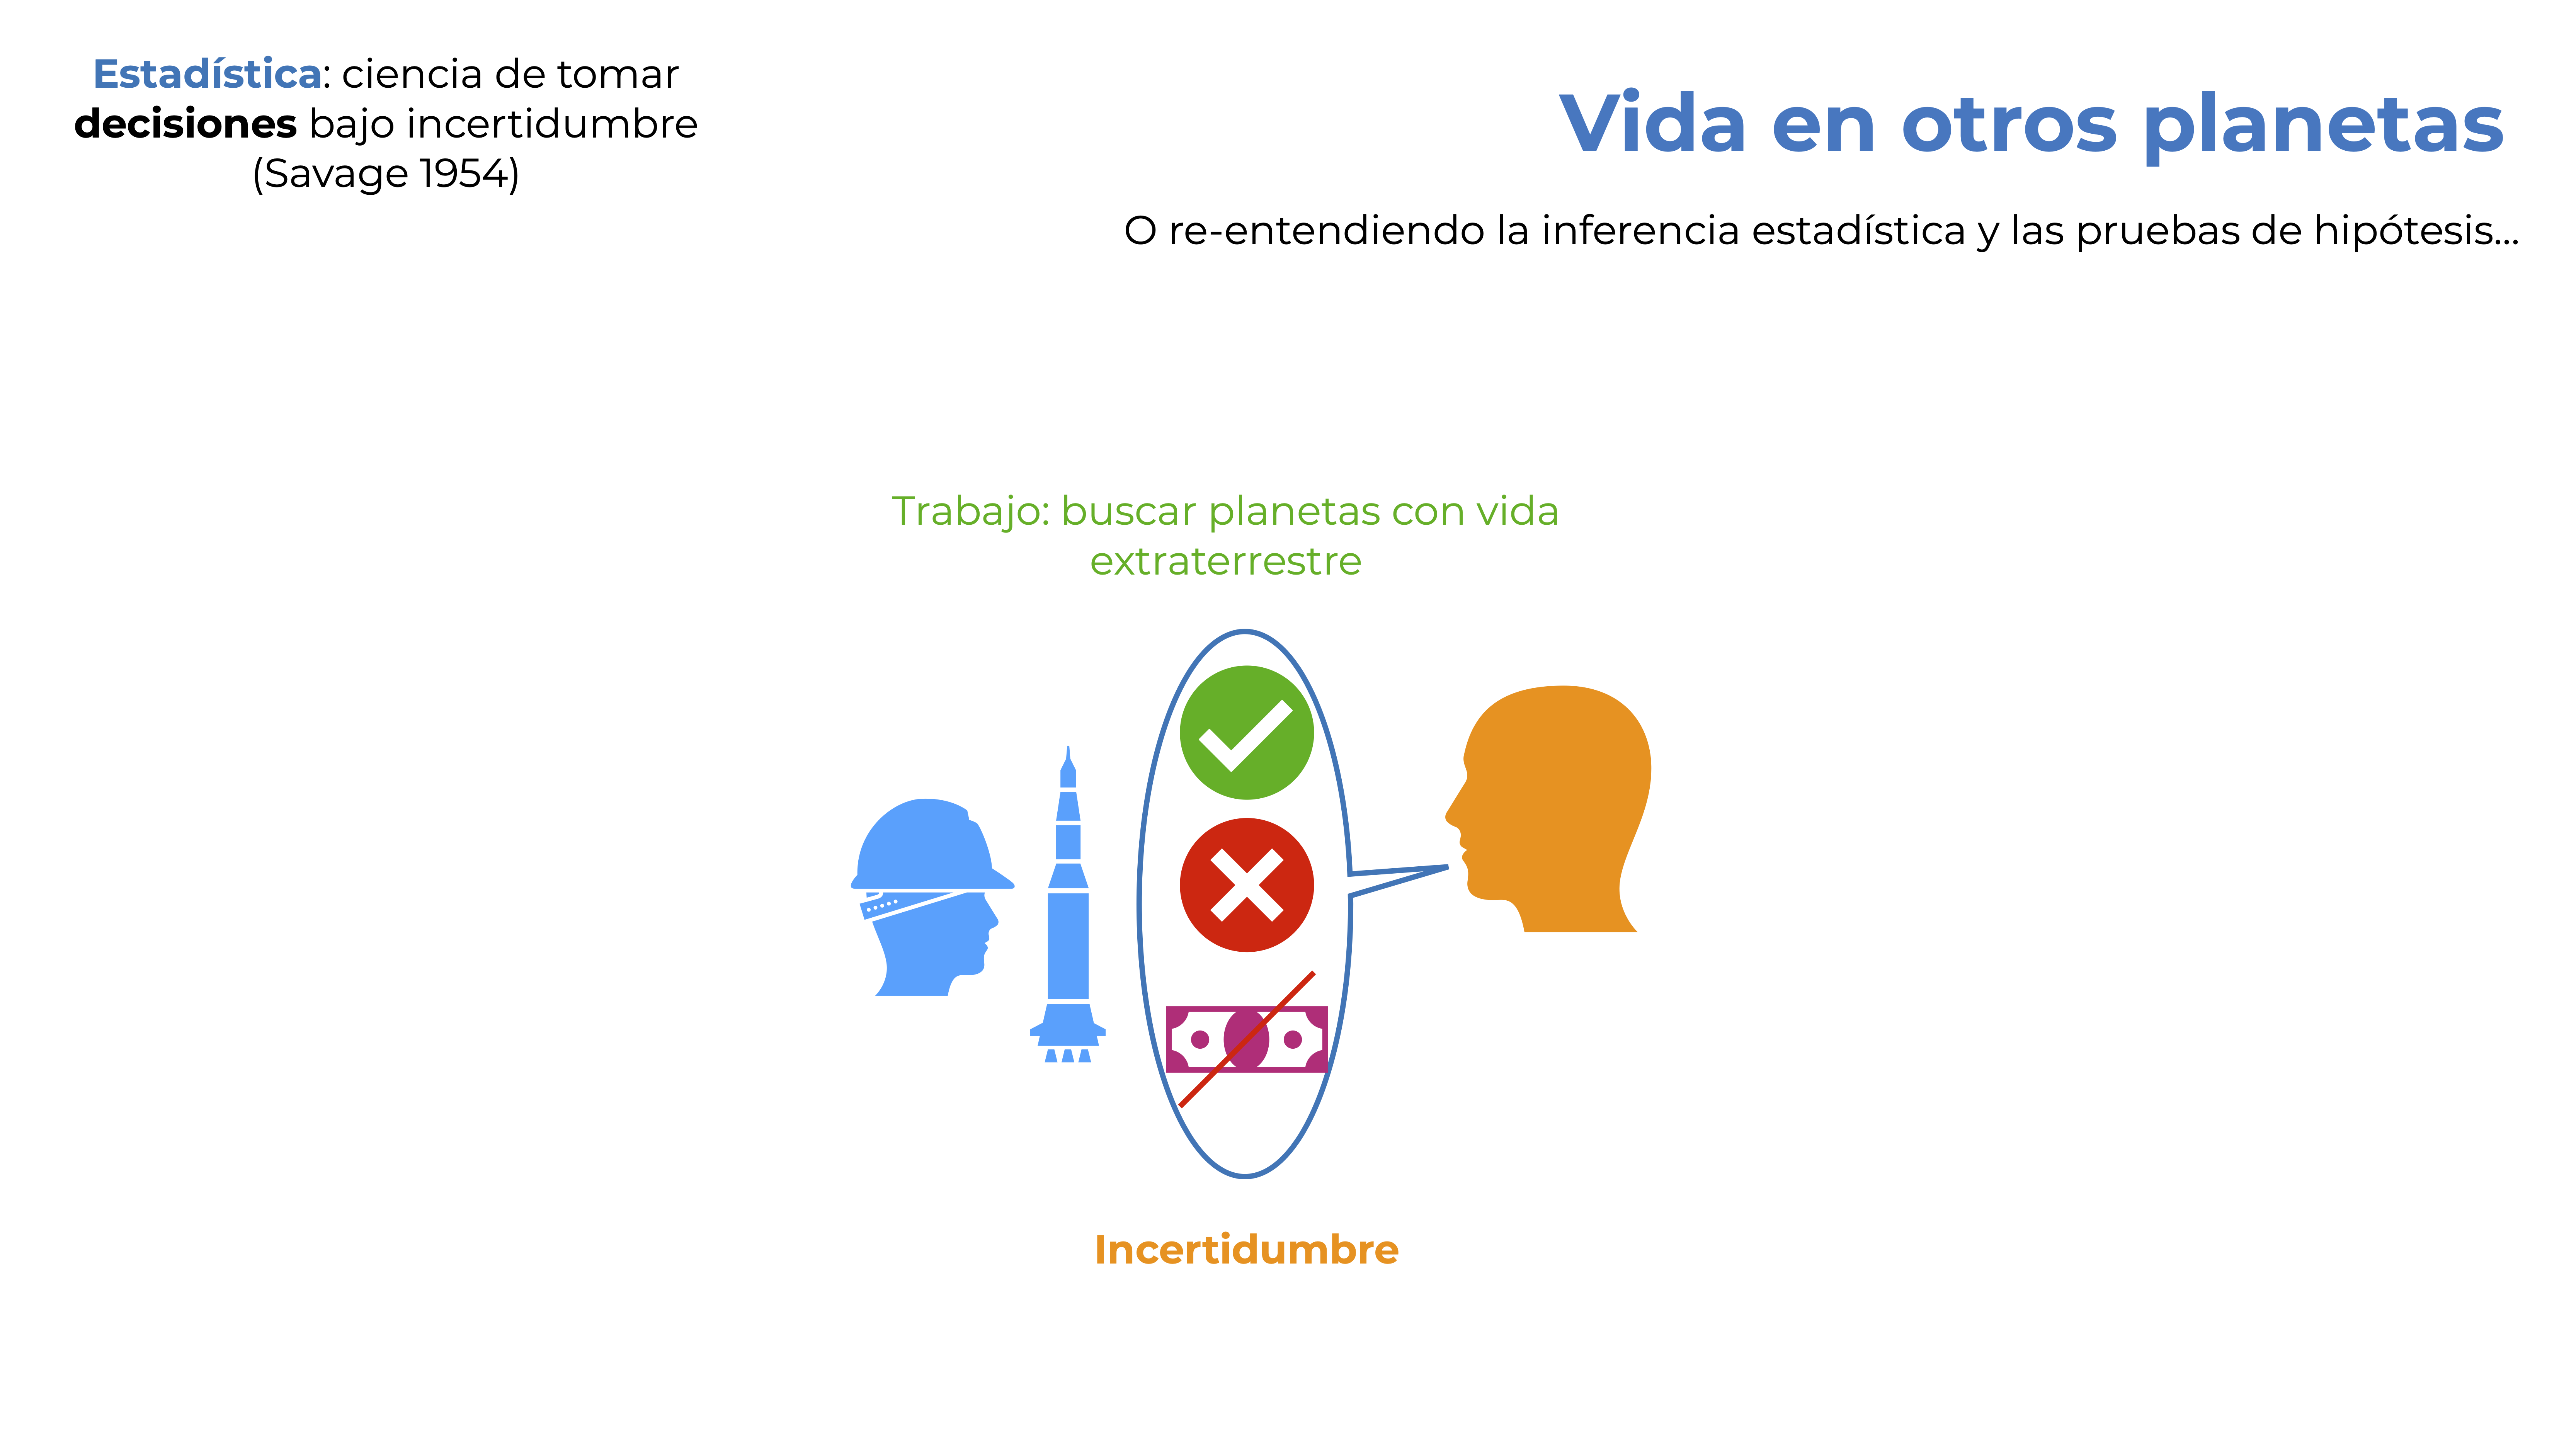 Estadística: ciencia de tomar
decisiones bajo incertidumbre
(Savage 1954)
Vida en otros planetas
O re-entendiendo la inferencia estadística y las pruebas de hipótesis...
Trabajo: buscar planetas con vida
extraterrestre
Incertidumbre